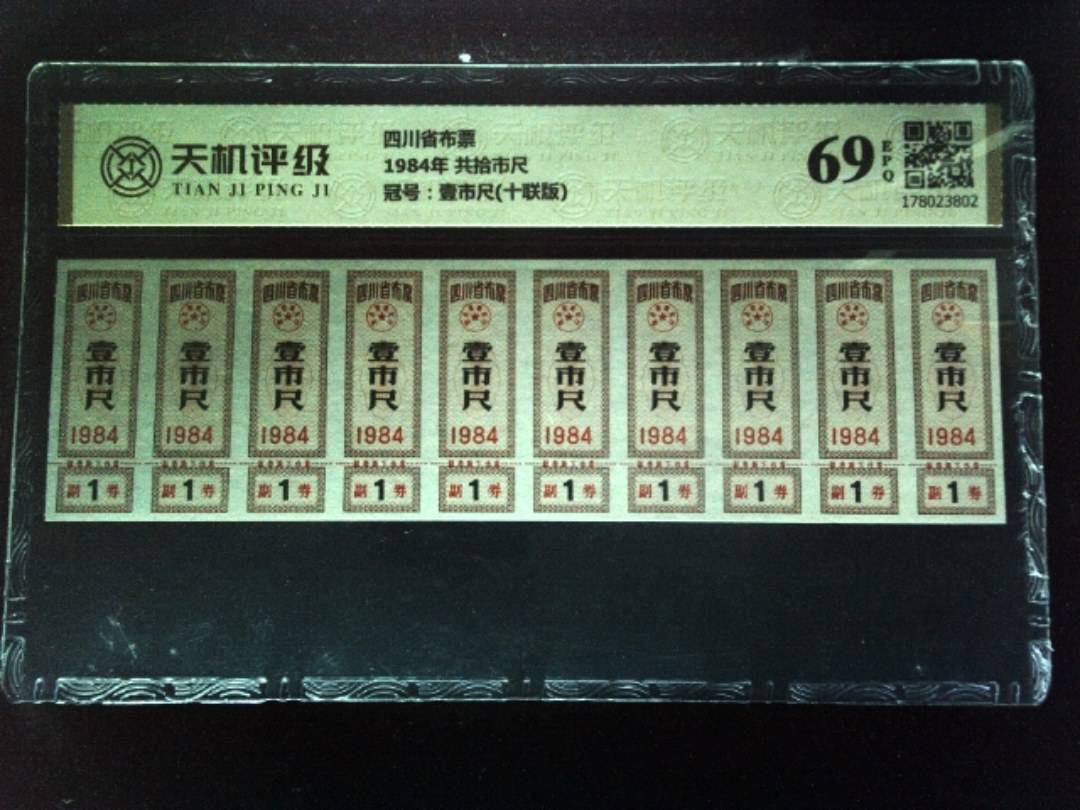 天机评级
TIAN JI PING JI
四川省布票
1984年 共拾市尺
冠号：壹市尺(十联版)
69
EPQ
178023802
四川省布票 四川省布票 四川省布票 四川省布票 四川省布票 四川省布票 四川省布票 四川省布票 四川省布票 四川省布票
壹市尺 壹市尺 壹市尺 壹市尺 壹市尺 壹市尺 壹市尺 壹市尺 壹市尺 壹市尺
1984 1984 1984 1984 1984 1984 1984 1984 1984 1984
副1券 副1券 副1券 副1券 副1券 副1券 副1券 副1券 副1券 副1券